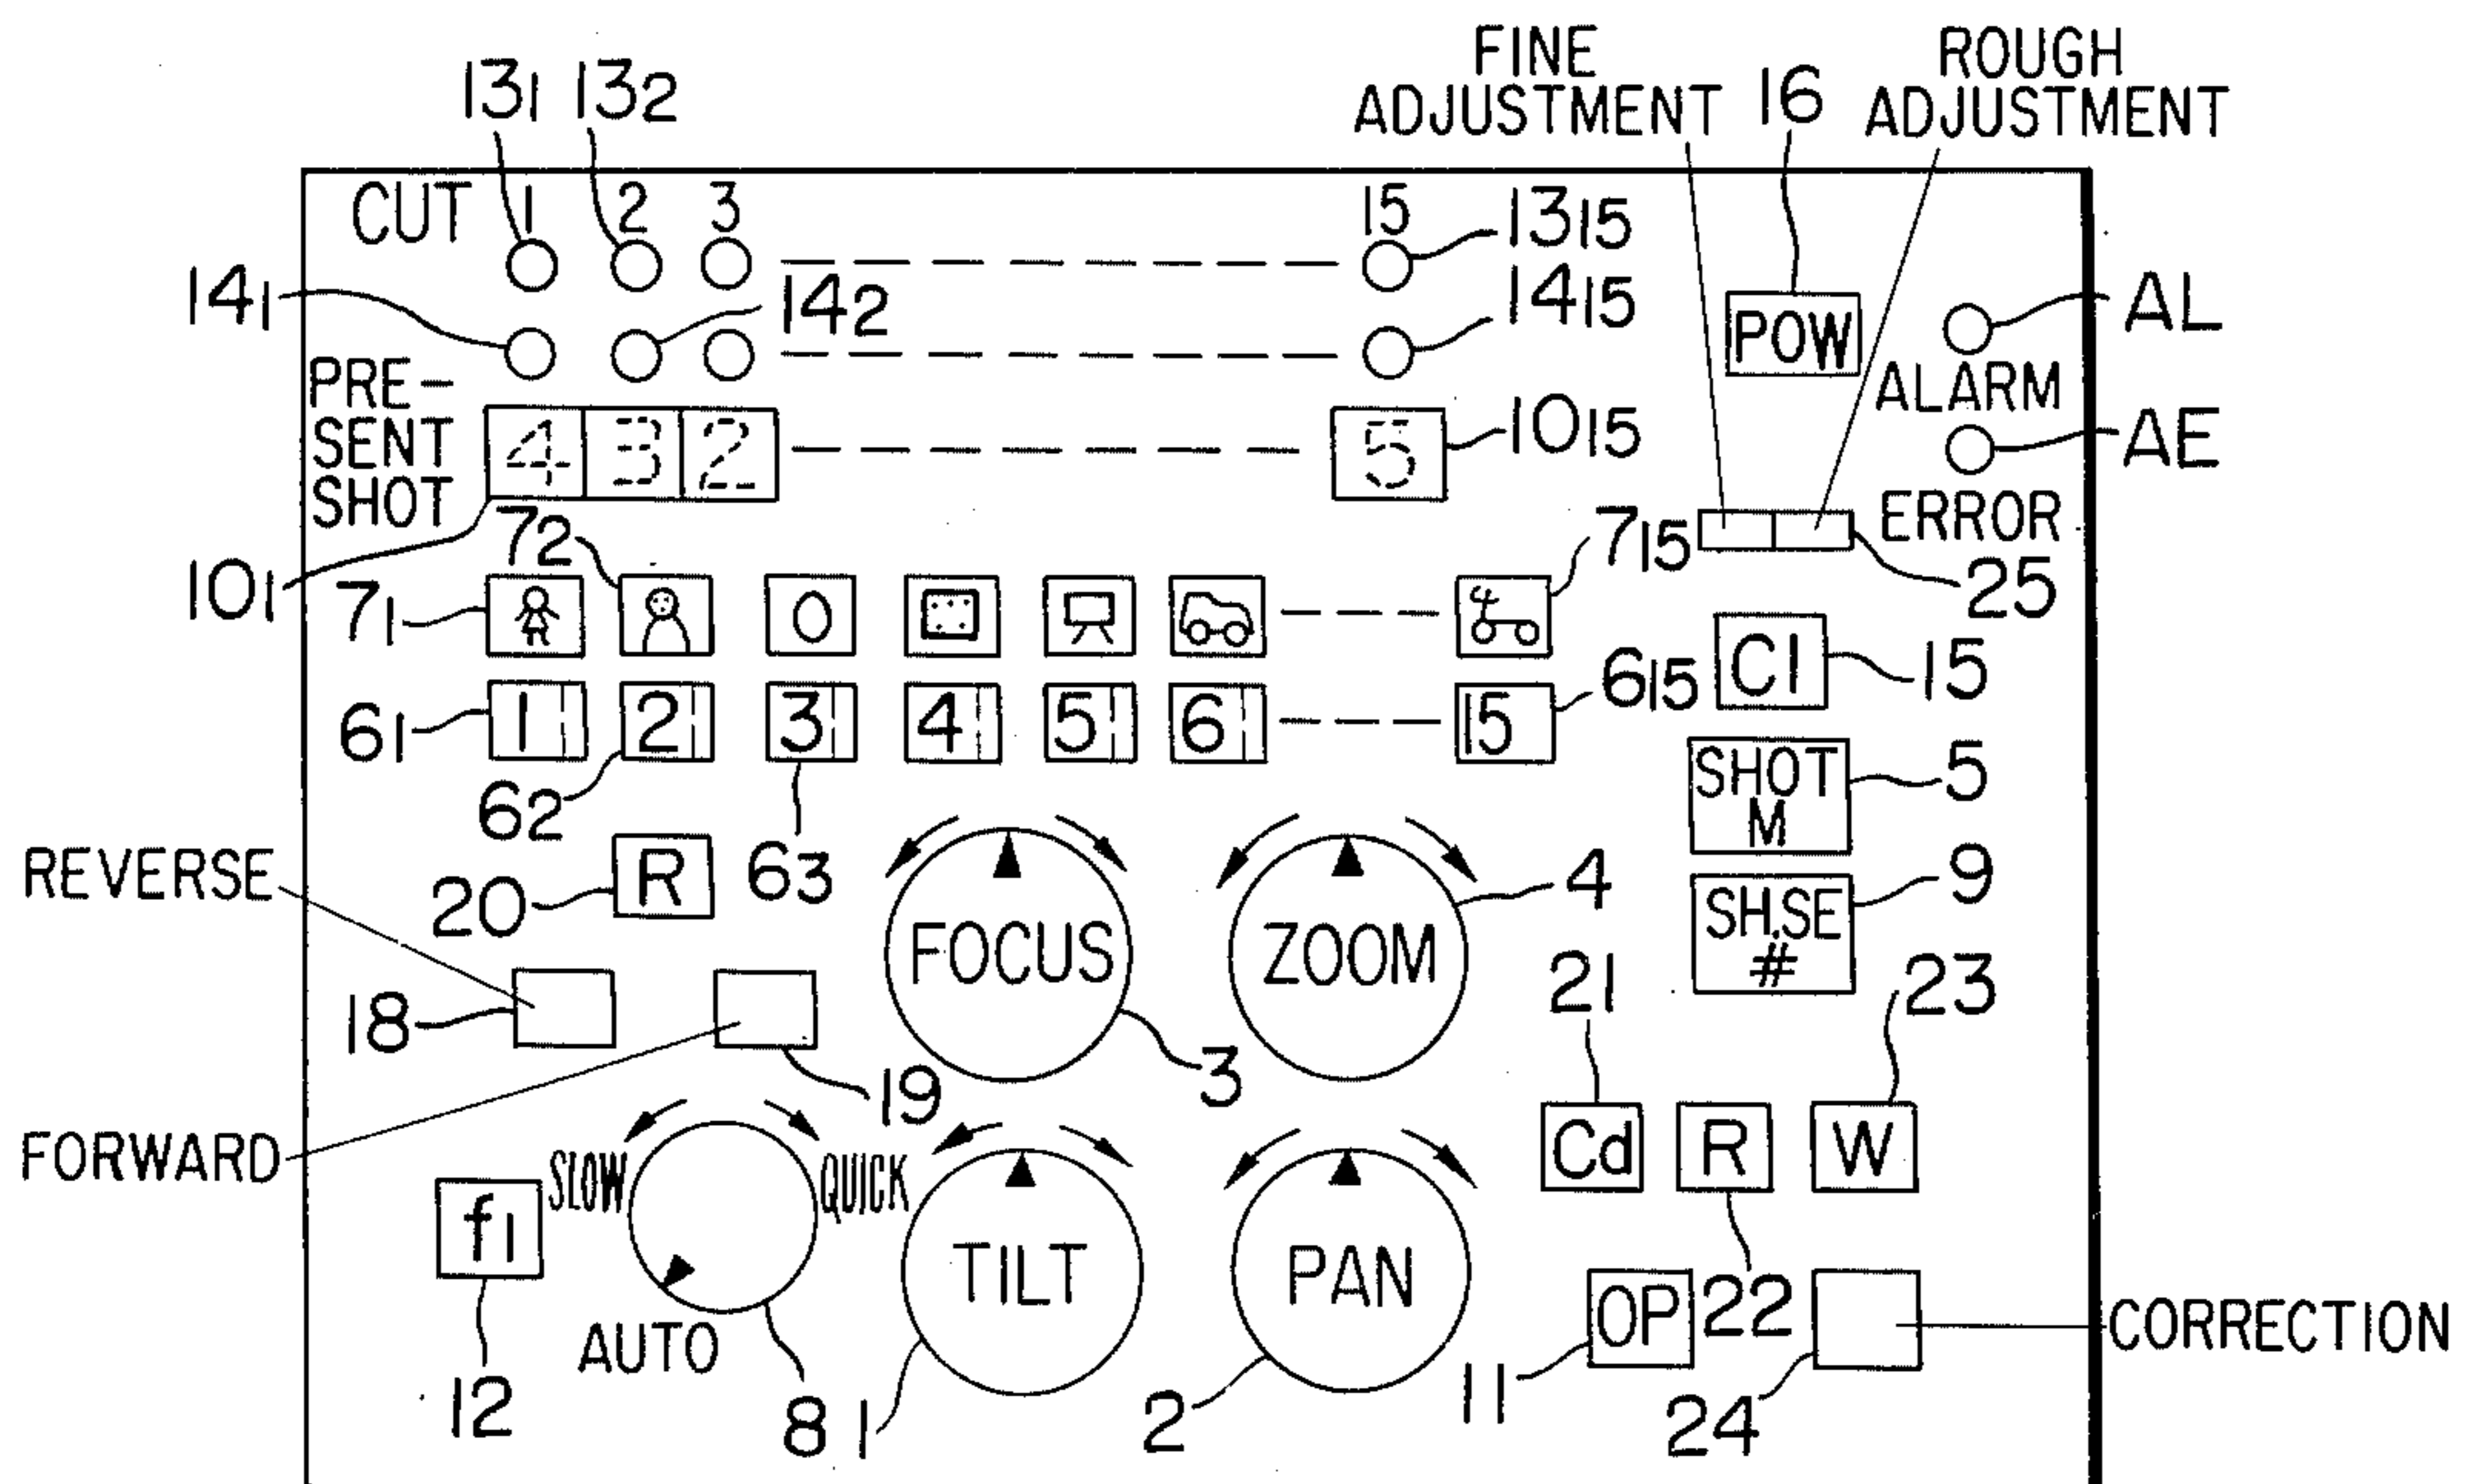 FINE ADJUSTMENT
ROUGH ADJUSTMENT
13₁ 13₂ 16
CUT 1 2 3 15 13₁₅
14₁ 14₂ 14₁₅
POW AL
PRE-
SENT
SHOT
4 3 2 5 10₁₅
ALARM
AE
ERROR
10₁ 7₂ 7₁₅ 25
7₁
C1 15
6₁ 1 2 3 4 5 6 15 6₁₅
6₂ 6₃
SHOT
M 5
REVERSE
20 R
FOCUS ZOOM 4
SH.SE
# 9
18 19 3 21 23
FORWARD
SLOW QUICK
Cd R W
f1
TILT PAN
OP 22
CORRECTION
AUTO
12 8 1 2 11 24